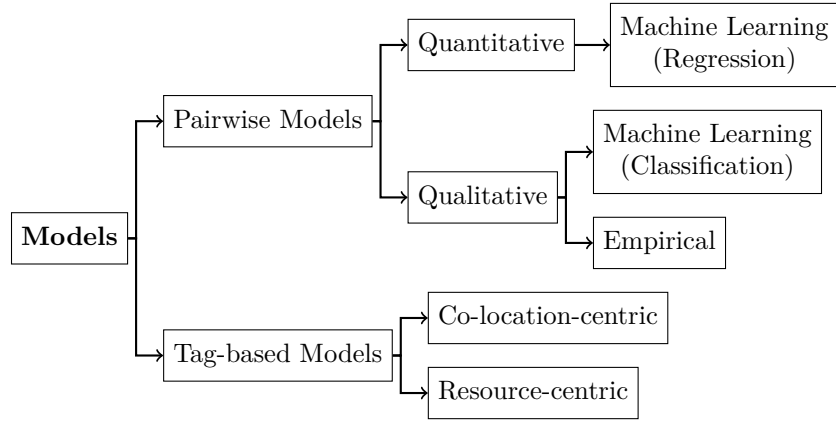 Models
Pairwise Models
Quantitative
Machine Learning
(Regression)
Qualitative
Machine Learning
(Classification)
Empirical
Tag-based Models
Co-location-centric
Resource-centric